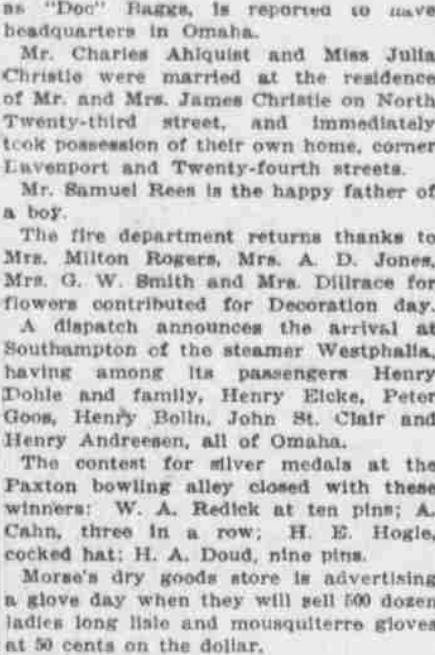 as "Doc" Baggs, is reported to have
headquarters in Omaha.
Mr. Charles Ahlquist and Miss Julia
Christie were married at the residence
of Mr. and Mrs. James Christie on North
Twenty-third street, and immediately
took possession of their own home, corner
Davenport and Twenty-fourth streets.
Mr. Samuel Rees is the happy father of
a boy.
The fire department returns thanks to
Mrs. Milton Rogers, Mrs. A. D. Jones,
Mrs. G. W. Smith and Mrs. Dillrace for
flowers contributed for Decoration day.
A dispatch announces the arrival at
Southampton of the steamer Westphalia,
having among its passengers Henry
Dohle and family, Henry Eicke, Peter
Goos, Henry Bolln, John St. Clair and
Henry Andreesen, all of Omaha.
The contest for silver medals at the
Paxton bowling alley closed with these
winners: W. A. Redick at ten pins; A.
Cahn, three in a row; H. E. Hogle,
cocked hat; H. A. Doud, nine pins.
Morse's dry goods store is advertising
a glove day when they will sell 500 dozen
ladies long lisle and mousquiterre gloves
at 50 cents on the dollar.